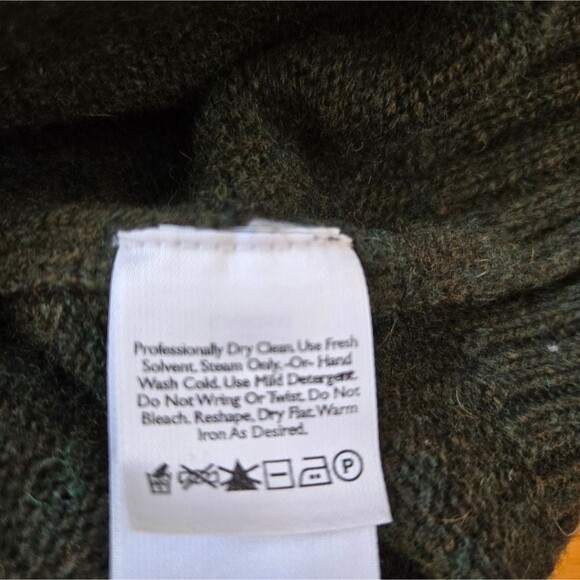 Professionally Dry Clean. Use Fresh
Solvent. Steam Only. -Or- Hand
Wash Cold. Use Mild Detergent.
Do Not Wring Or Twist. Do Not
Bleach. Reshape, Dry Flat. Warm
Iron As Desired.
P